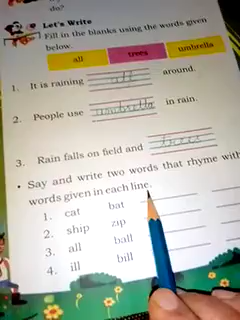 do?
Let's Write
Fill in the blanks using the words given
below.
all trees umbrella
1. It is raining all around.
2. People use umbrella in rain.
3. Rain falls on field and trees
• Say and write two words that rhyme with
words given in each line.
1. cat bat
2. ship zip
3. all ball
4. ill bill